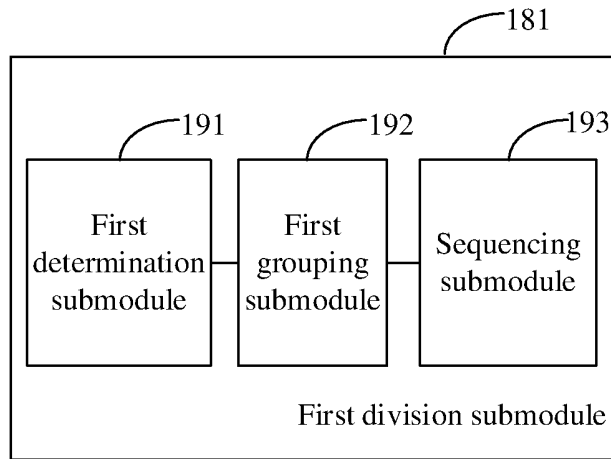 181
191
192
193
First
determination
submodule
First
grouping
submodule
Sequencing
submodule
First division submodule